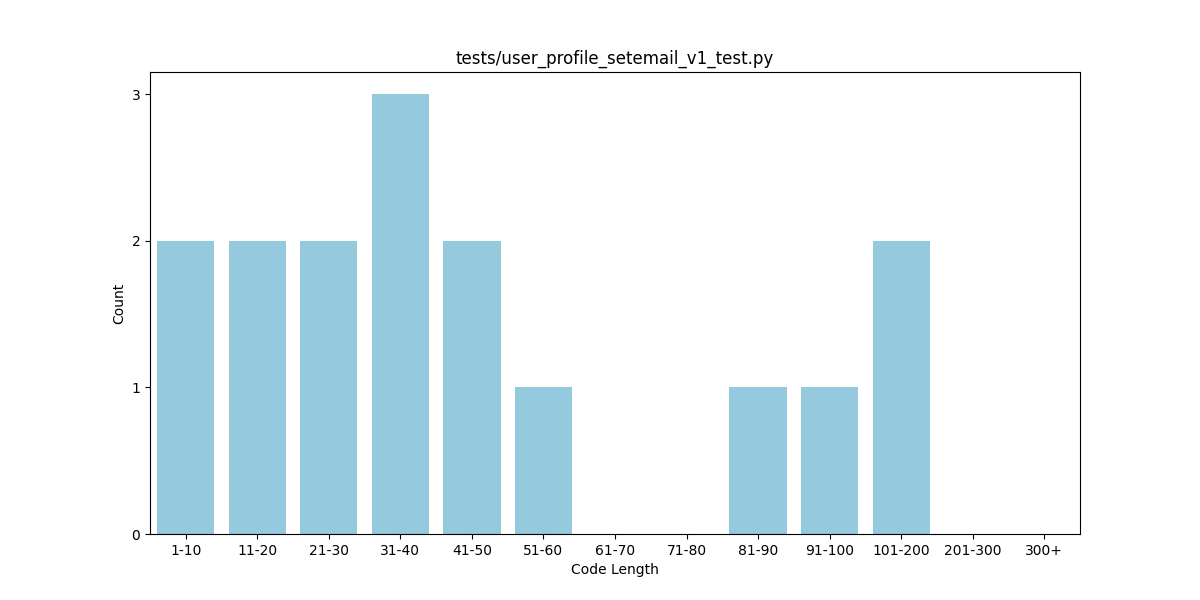 tests/user_profile_setemail_v1_test.py
3
2
1
0
Count
1-10 11-20 21-30 31-40 41-50 51-60 61-70 71-80 81-90 91-100 101-200 201-300 300+
Code Length